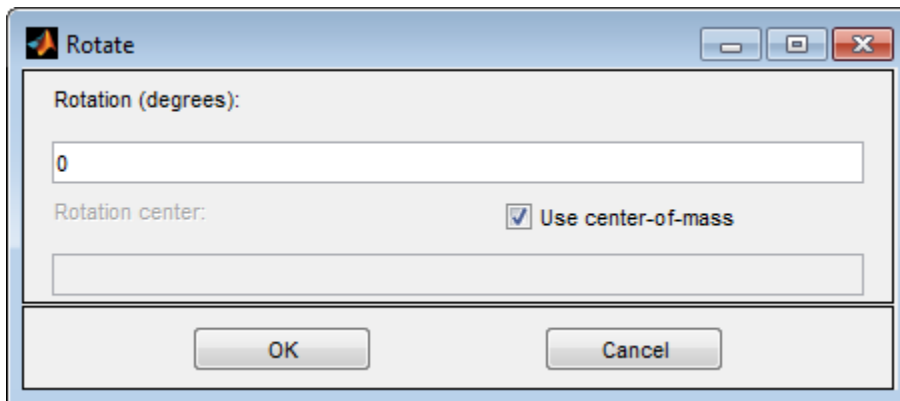 Rotate
Rotation (degrees):
0
Rotation center:
Use center-of-mass
OK
Cancel